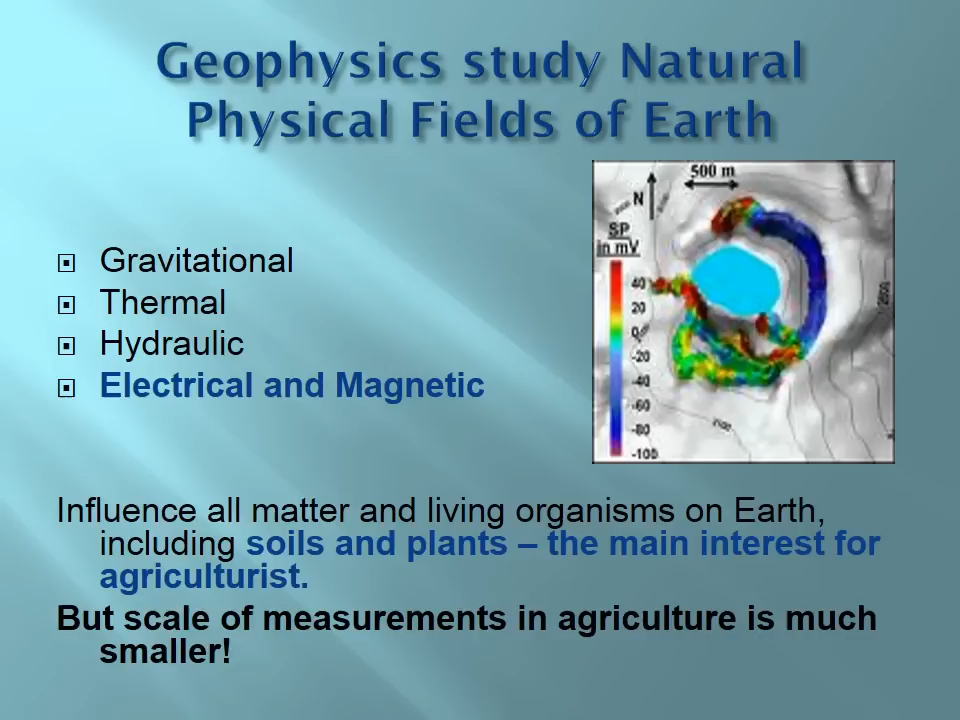 Geophysics study Natural
Physical Fields of Earth
Gravitational
Thermal
Hydraulic
Electrical and Magnetic
500 m
N
SP
in mV
40
20
0
-20
-40
-60
-80
-100
Influence all matter and living organisms on Earth,
including soils and plants – the main interest for
agriculturist.
But scale of measurements in agriculture is much
smaller!